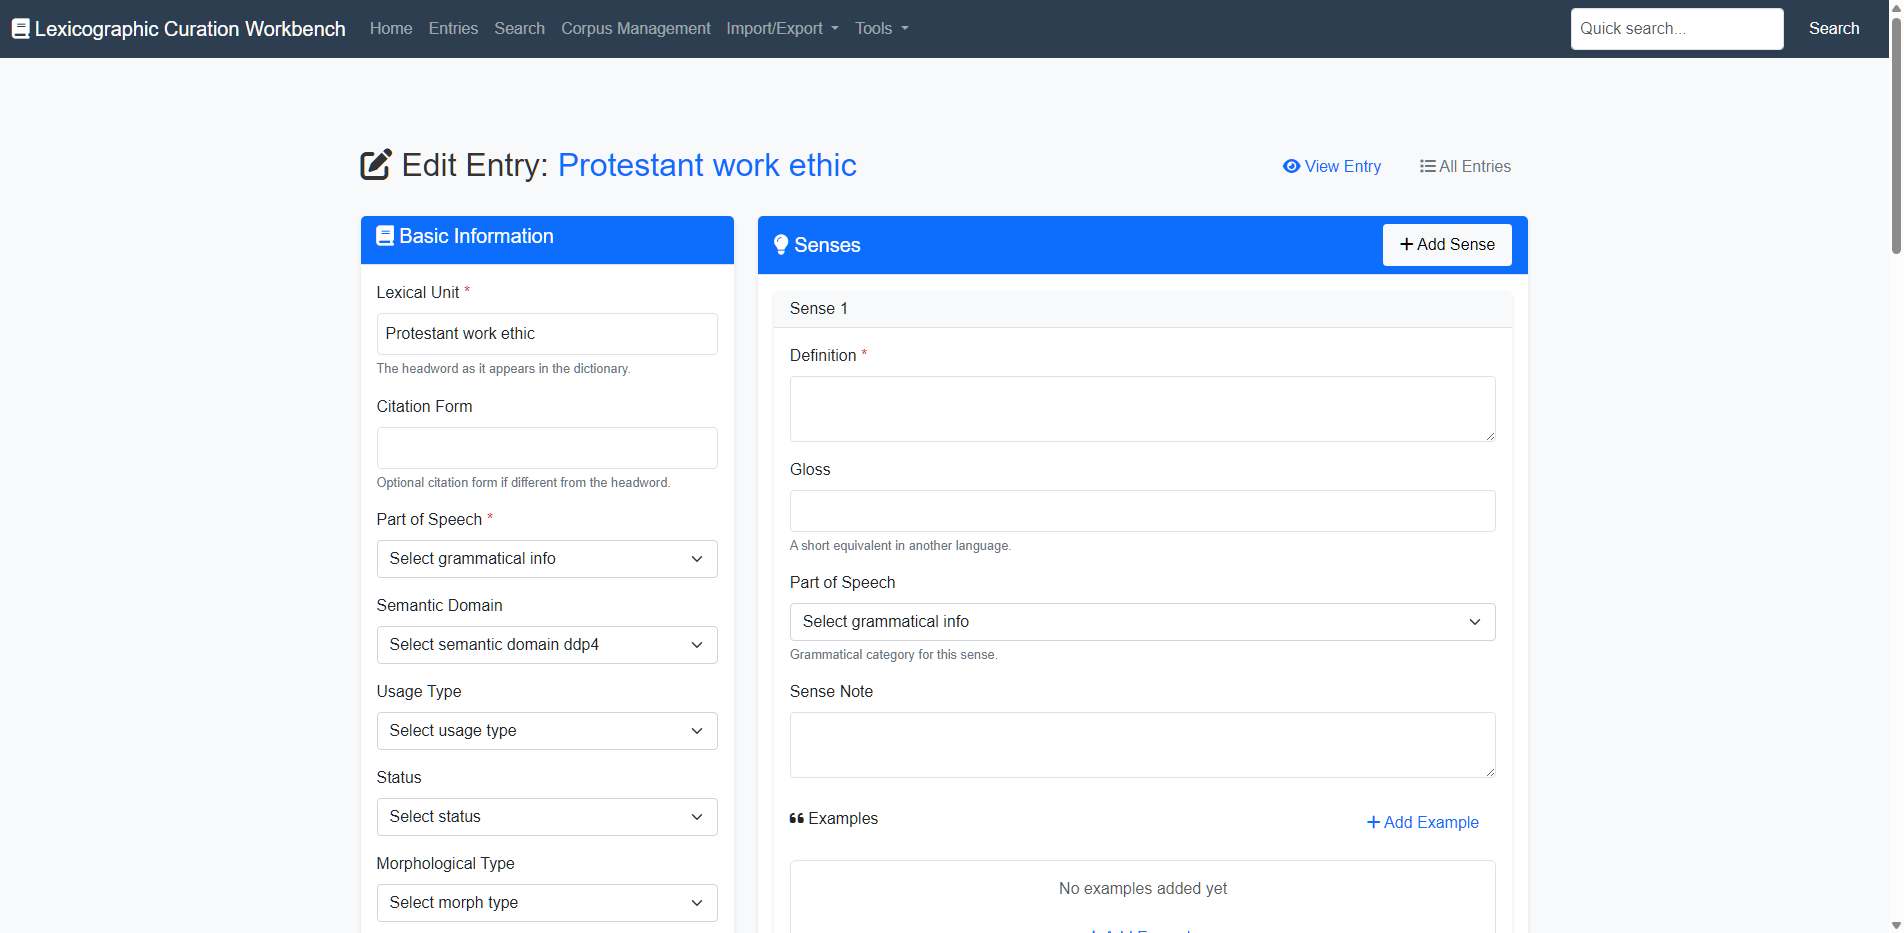 Lexicographic Curation Workbench Home Entries Search Corpus Management Import/Export Tools Quick search... Search
Edit Entry: Protestant work ethic
View Entry All Entries
Basic Information
Lexical Unit *
Protestant work ethic
The headword as it appears in the dictionary.
Citation Form
Optional citation form if different from the headword.
Part of Speech *
Select grammatical info
Semantic Domain
Select semantic domain ddp4
Usage Type
Select usage type
Status
Select status
Morphological Type
Select morph type
Senses
+ Add Sense
Sense 1
Definition *
Gloss
A short equivalent in another language.
Part of Speech
Select grammatical info
Grammatical category for this sense.
Sense Note
Examples
+ Add Example
No examples added yet